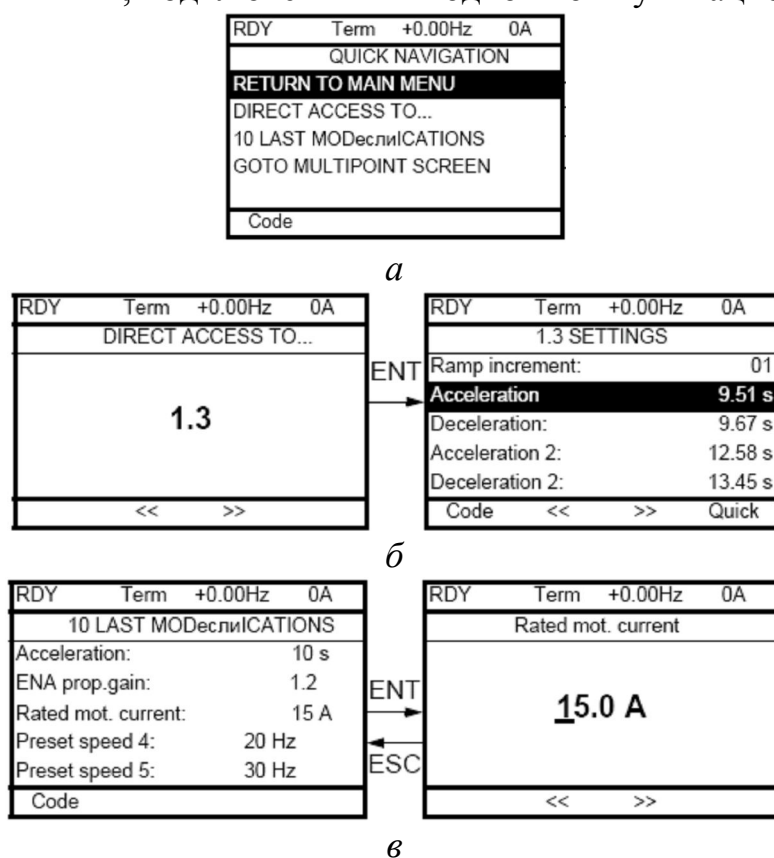 RDY Term +0.00Hz 0A
QUICK NAVIGATION
RETURN TO MAIN MENU
DIRECT ACCESS TO...
10 LAST MODеслиICATIONS
GOTO MULTIPOINT SCREEN
Code
а
RDY Term +0.00Hz 0A
DIRECT ACCESS TO...
1.3
<< >>
ENT
RDY Term +0.00Hz 0A
1.3 SETTINGS
Ramp increment: 01
Acceleration 9.51 s
Deceleration: 9.67 s
Acceleration 2: 12.58 s
Deceleration 2: 13.45 s
Code << >> Quick
б
RDY Term +0.00Hz 0A
10 LAST MODеслиICATIONS
Acceleration: 10 s
ENA prop.gain: 1.2
Rated mot. current: 15 A
Preset speed 4: 20 Hz
Preset speed 5: 30 Hz
Code
ENT
ESC
RDY Term +0.00Hz 0A
Rated mot. current
15.0 A
<< >>
в